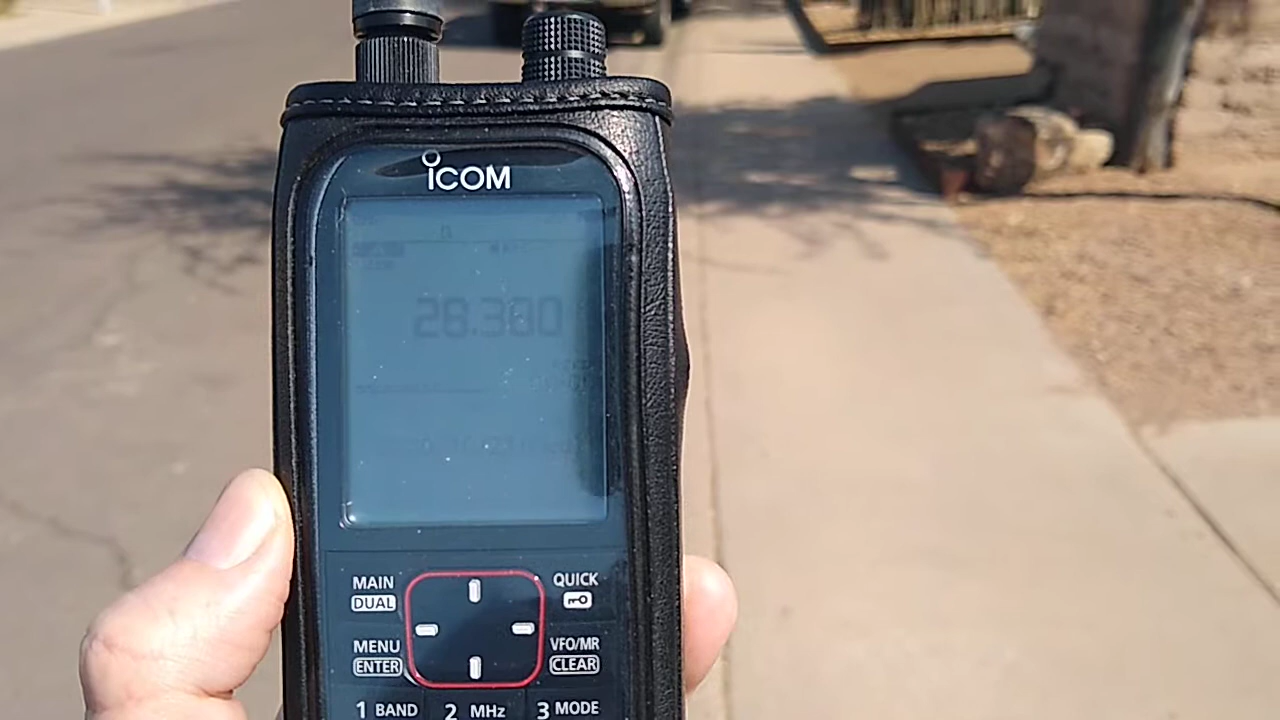 ICOM
28.300
MAIN
DUAL
QUICK
MENU
ENTER
VFO/MR
CLEAR
1 BAND
2 MHz
3 MODE